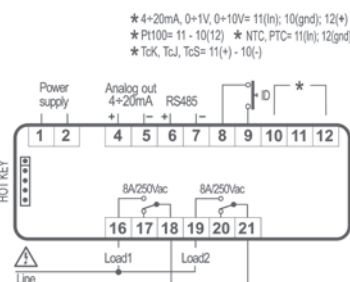 * 4÷20mA, 0÷1V, 0÷10V= 11(In); 10(gnd); 12(+)
* Pt100= 11 - 10(12) * NTC, PTC= 11(In); 12(gnd)
* TcK, TcJ, TcS= 11(+) - 10(-)
Power supply
Analog out 4÷20mA
RS485
ID
*
+ - + -
1 2 4 5 6 7 8 9 10 11 12
HOT KEY
8A/250Vac 8A/250Vac
16 17 18 19 20 21
Load1 Load2
Line